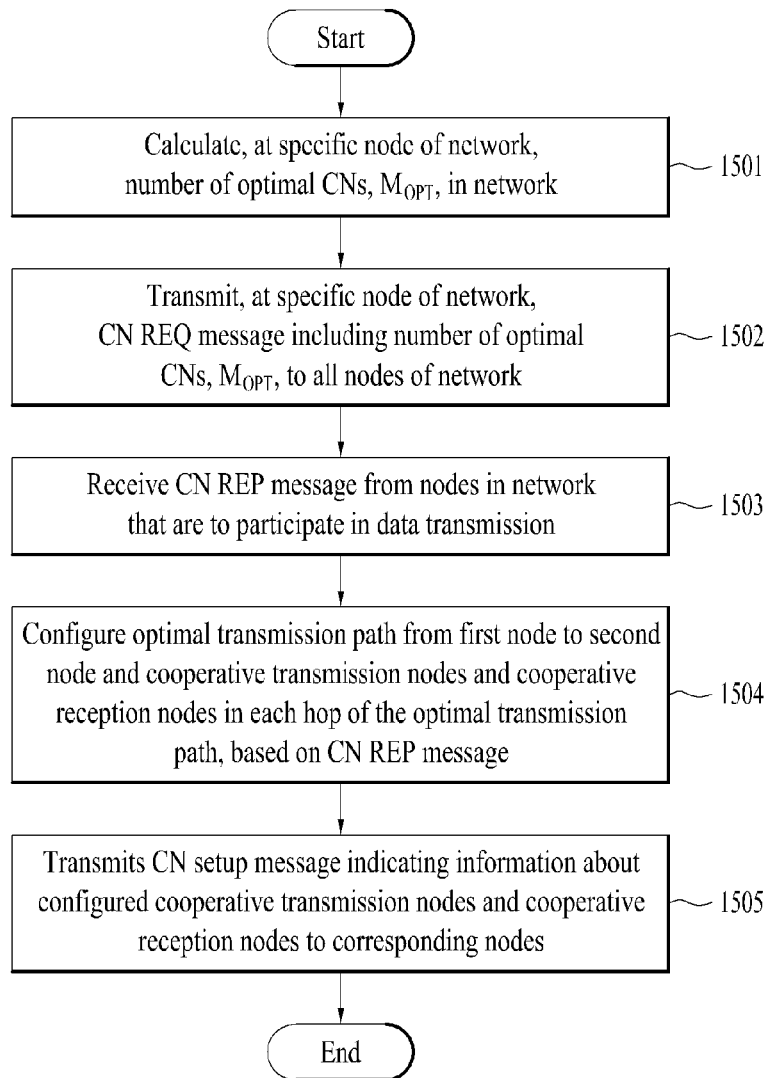 Start
Calculate, at specific node of network,
number of optimal CNs, M_OPT, in network
1501
Transmit, at specific node of network,
CN REQ message including number of optimal
CNs, M_OPT, to all nodes of network
1502
Receive CN REP message from nodes in network
that are to participate in data transmission
1503
Configure optimal transmission path from first node to second
node and cooperative transmission nodes and cooperative
reception nodes in each hop of the optimal transmission
path, based on CN REP message
1504
Transmits CN setup message indicating information about
configured cooperative transmission nodes and cooperative
reception nodes to corresponding nodes
1505
End